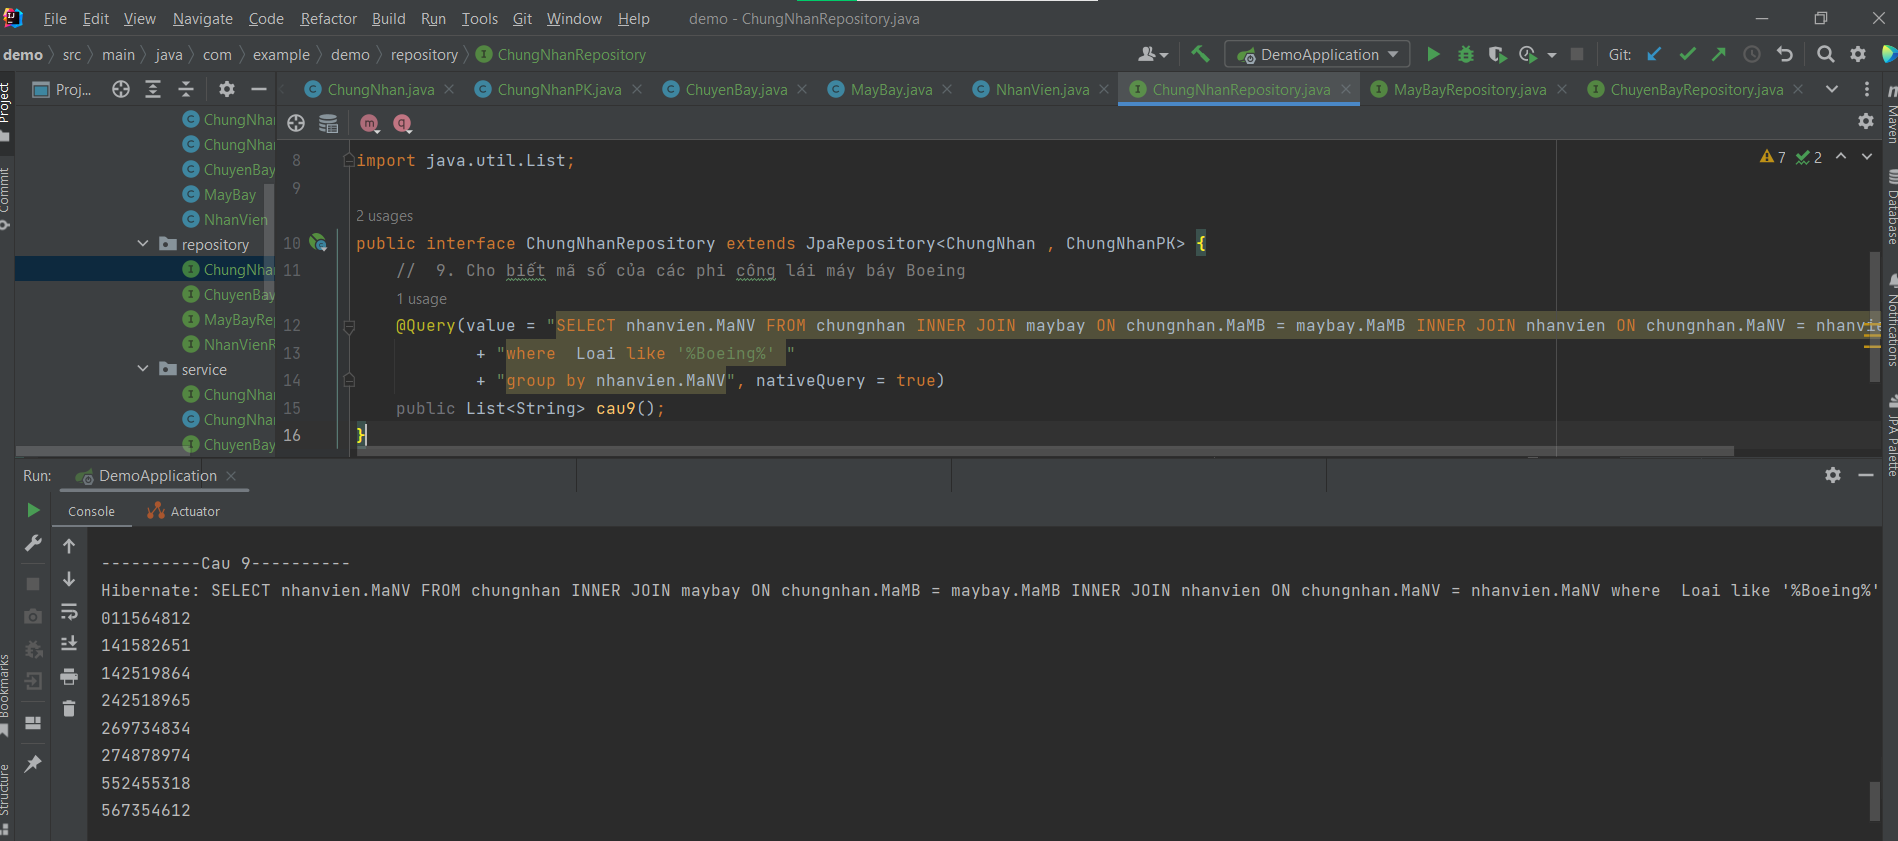 File Edit View Navigate Code Refactor Build Run Tools Git Window Help demo - ChungNhanRepository.java
demo src main java com example demo repository ChungNhanRepository DemoApplication Git:
Project
Proj... ChungNhan.java ChungNhanPK.java ChuyenBay.java MayBay.java NhanVien.java ChungNhanRepository.java MayBayRepository.java ChuyenBayRepository.java
Maven
Commit
Database
Notifications
JPA Palette
ChungNhan
ChungNhan
ChuyenBay
MayBay
NhanVien
repository
ChungNhan
ChuyenBay
MayBayRe
NhanVienR
service
ChungNhan
ChungNhan
ChuyenBay
m q
7 2
8 import java.util.List;
9
2 usages
10 public interface ChungNhanRepository extends JpaRepository<ChungNhan , ChungNhanPK> {
11 // 9. Cho biết mã số của các phi công lái máy báy Boeing
1 usage
12 @Query(value = "SELECT nhanvien.MaNV FROM chungnhan INNER JOIN maybay ON chungnhan.MaMB = maybay.MaMB INNER JOIN nhanvien ON chungnhan.MaNV = nhanvie
13 + "where  Loai like '%Boeing%' "
14 + "group by nhanvien.MaNV", nativeQuery = true)
15 public List<String> cau9();
16 }
Run: DemoApplication
Console Actuator
----------Cau 9----------
Hibernate: SELECT nhanvien.MaNV FROM chungnhan INNER JOIN maybay ON chungnhan.MaMB = maybay.MaMB INNER JOIN nhanvien ON chungnhan.MaNV = nhanvien.MaNV where  Loai like '%Boeing%'
011564812
141582651
142519864
242518965
269734834
274878974
552455318
567354612
Bookmarks
Structure